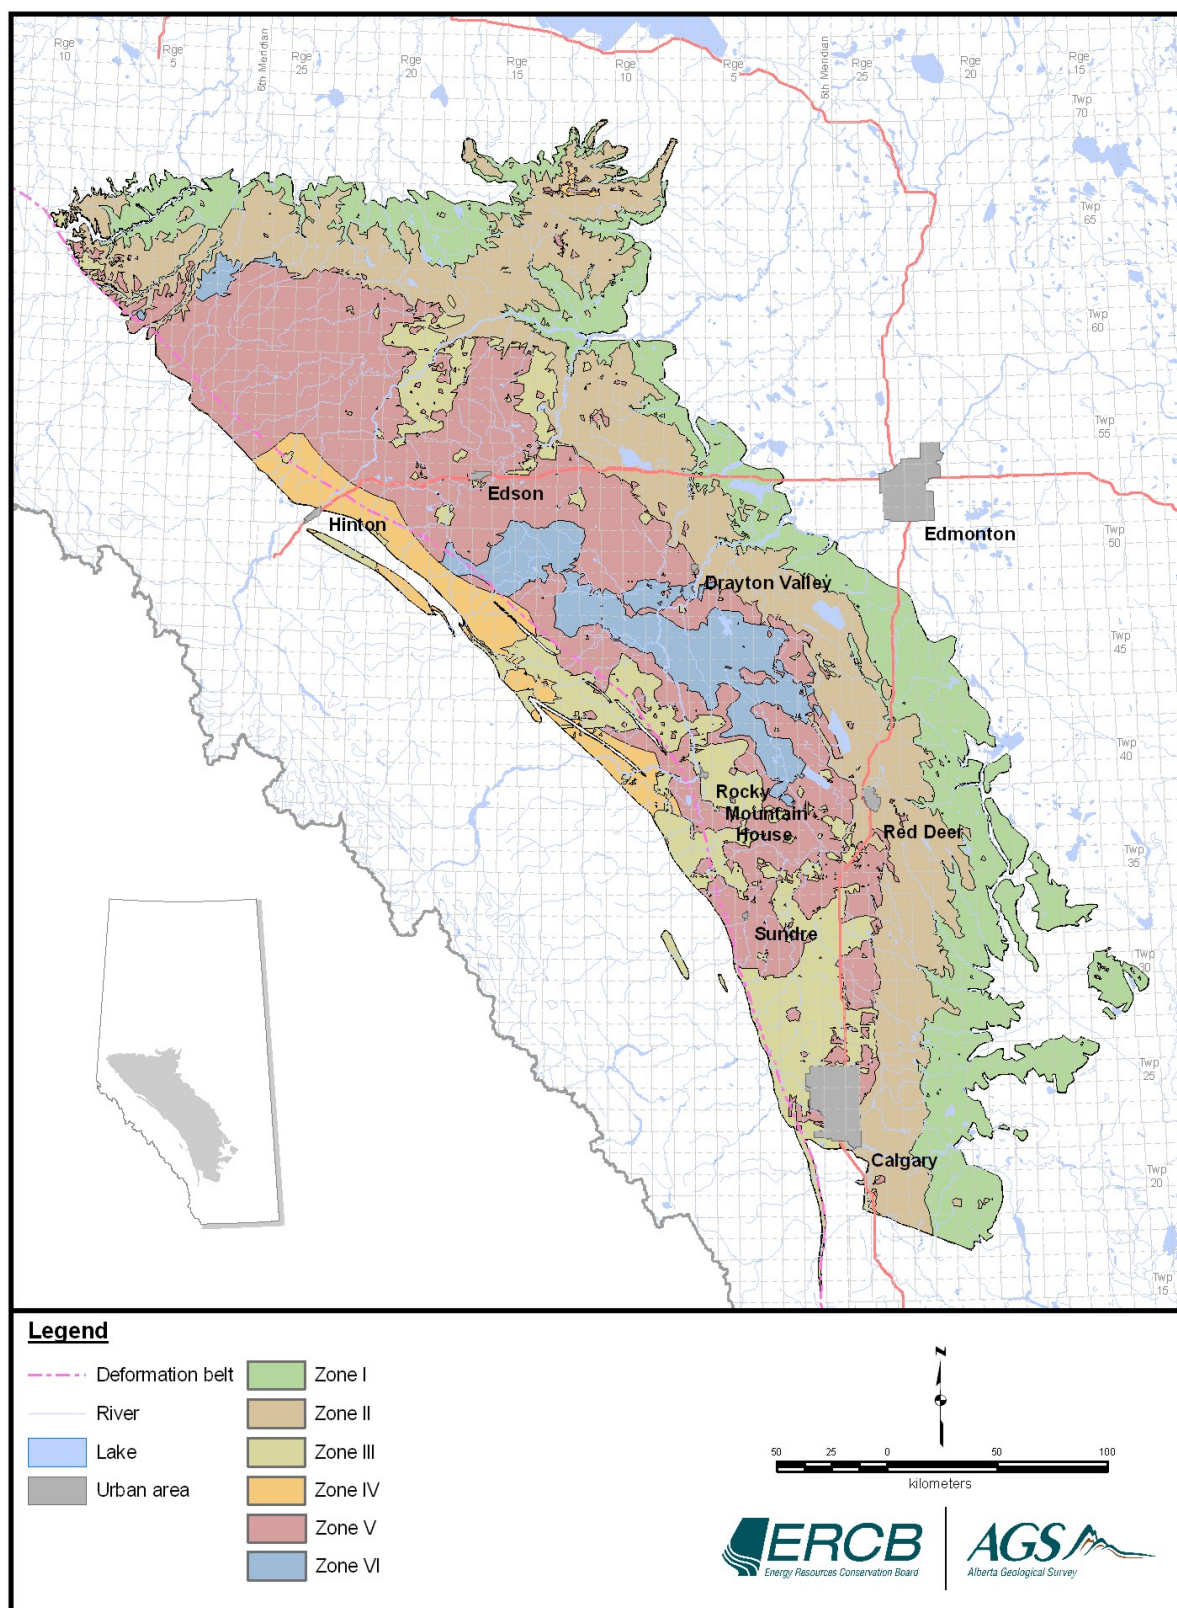 Rge 10
Rge 5
6th Meridian
Rge 25
Rge 20
Rge 15
Rge 10
Rge 5
5th Meridian
Rge 25
Rge 20
Rge 15
Twp 70
Twp 65
Twp 60
Twp 55
Edson
Hinton
Edmonton
Twp 50
Drayton Valley
Twp 45
Twp 40
Rocky
Mountain
House
Red Deer
Twp 35
Sundre
Twp 30
Twp 25
Calgary
Twp 20
Twp 15
Legend
Deformation belt
River
Lake
Urban area
Zone I
Zone II
Zone III
Zone IV
Zone V
Zone VI
N
50 25 0 50 100
kilometers
ERCB
Energy Resources Conservation Board
AGS
Alberta Geological Survey